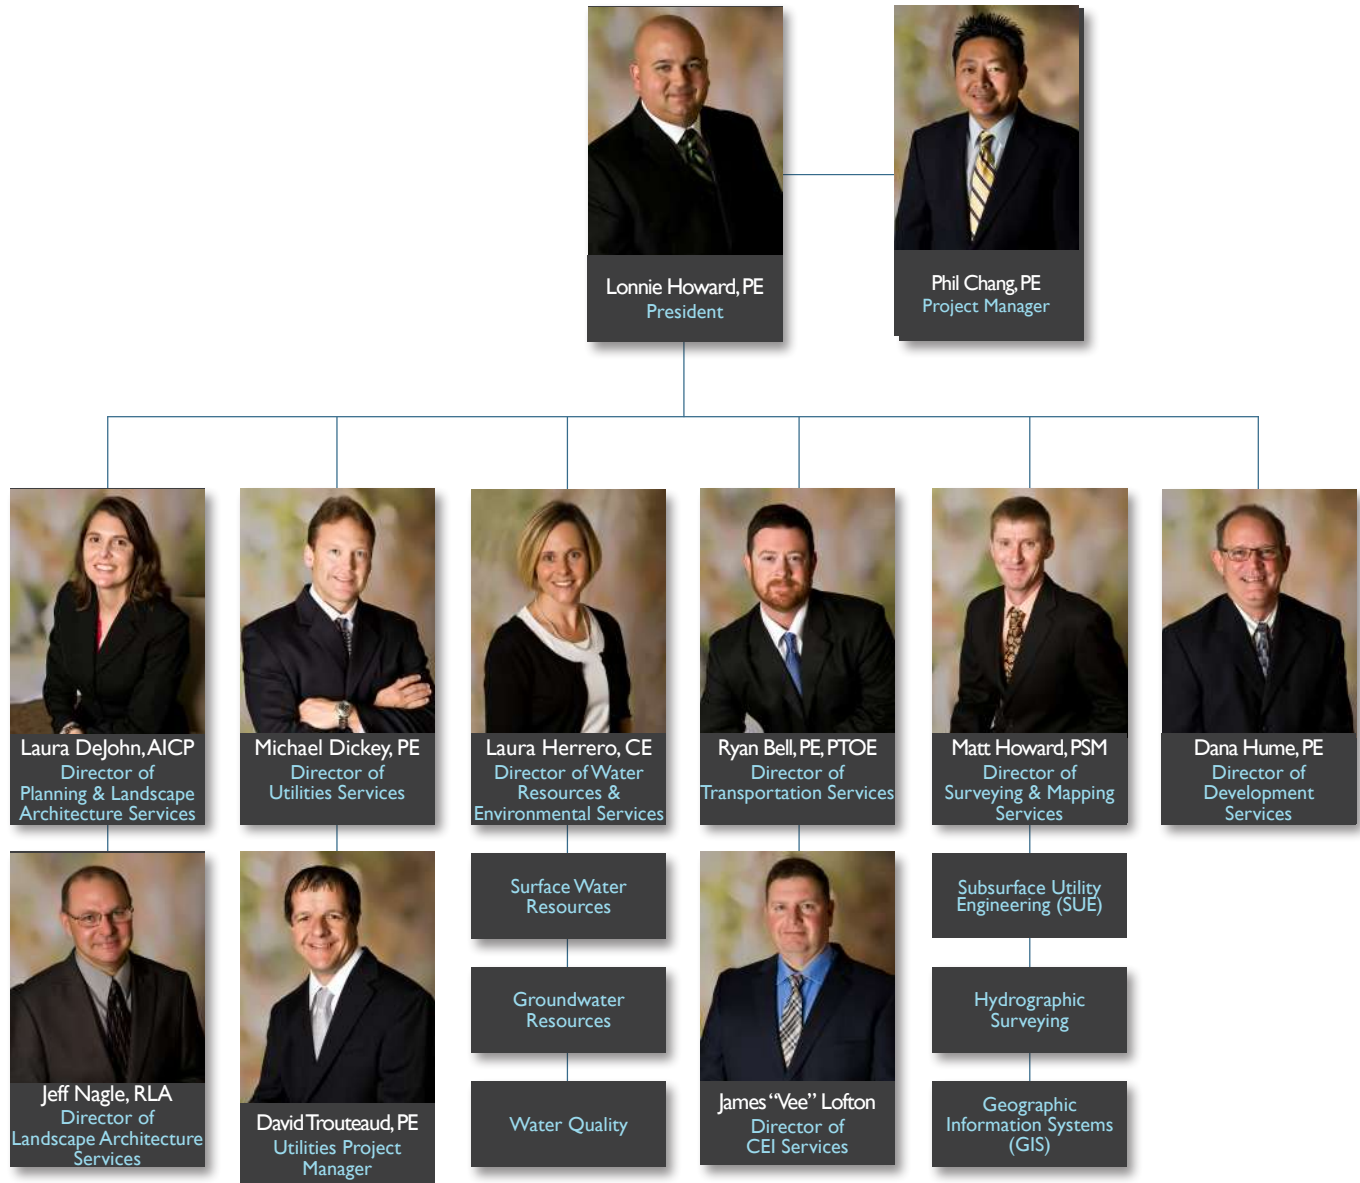 Lonnie Howard, PE
President
Phil Chang, PE
Project Manager
Laura DeJohn, AICP
Director of
Planning & Landscape
Architecture Services
Michael Dickey, PE
Director of
Utilities Services
Laura Herrero, CE
Director of Water
Resources &
Environmental Services
Ryan Bell, PE, PTOE
Director of
Transportation Services
Matt Howard, PSM
Director of
Surveying & Mapping
Services
Dana Hume, PE
Director of
Development
Services
Jeff Nagle, RLA
Director of
Landscape Architecture
Services
David Trouteaud, PE
Utilities Project
Manager
Surface Water
Resources
Groundwater
Resources
Water Quality
James “Vee” Lofton
Director of
CEI Services
Subsurface Utility
Engineering (SUE)
Hydrographic
Surveying
Geographic
Information Systems
(GIS)